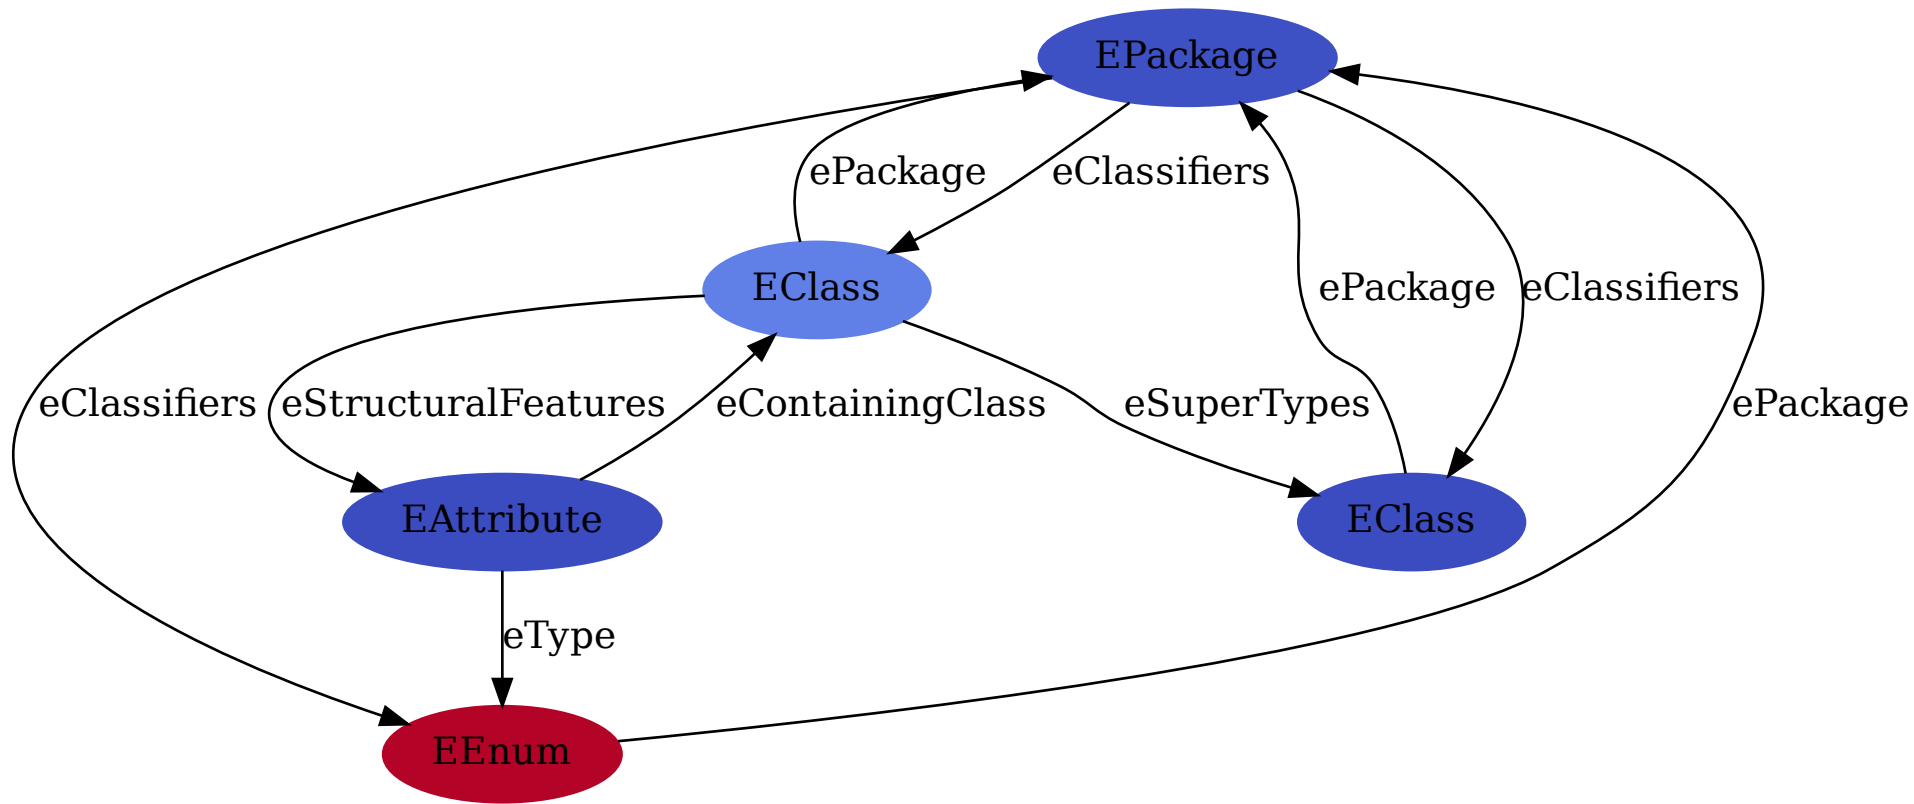 EPackage
ePackage
eClassifiers
EClass
ePackage
eClassifiers
eClassifiers
eStructuralFeatures
eContainingClass
eSuperTypes
ePackage
EAttribute
EClass
eType
EEnum